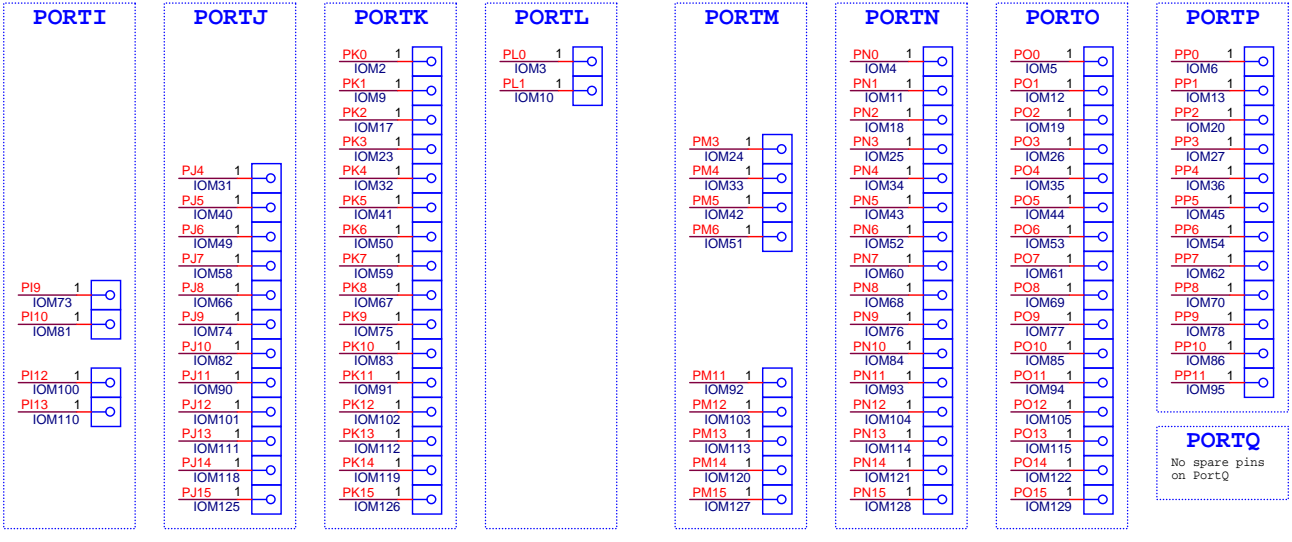 PORTI
PI9 1
IOM73
PI10 1
IOM81
PI12 1
IOM100
PI13 1
IOM110
PORTJ
PJ4 1
IOM31
PJ5 1
IOM40
PJ6 1
IOM49
PJ7 1
IOM58
PJ8 1
IOM66
PJ9 1
IOM74
PJ10 1
IOM82
PJ11 1
IOM90
PJ12 1
IOM101
PJ13 1
IOM111
PJ14 1
IOM118
PJ15 1
IOM125
PORTK
PK0 1
IOM2
PK1 1
IOM9
PK2 1
IOM17
PK3 1
IOM23
PK4 1
IOM32
PK5 1
IOM41
PK6 1
IOM50
PK7 1
IOM59
PK8 1
IOM67
PK9 1
IOM75
PK10 1
IOM83
PK11 1
IOM91
PK12 1
IOM102
PK13 1
IOM112
PK14 1
IOM119
PK15 1
IOM126
PORTL
PL0 1
IOM3
PL1 1
IOM10
PORTM
PM3 1
IOM24
PM4 1
IOM33
PM5 1
IOM42
PM6 1
IOM51
PM11 1
IOM92
PM12 1
IOM103
PM13 1
IOM113
PM14 1
IOM120
PM15 1
IOM127
PORTN
PN0 1
IOM4
PN1 1
IOM11
PN2 1
IOM18
PN3 1
IOM25
PN4 1
IOM34
PN5 1
IOM43
PN6 1
IOM52
PN7 1
IOM60
PN8 1
IOM68
PN9 1
IOM76
PN10 1
IOM84
PN11 1
IOM93
PN12 1
IOM104
PN13 1
IOM114
PN14 1
IOM121
PN15 1
IOM128
PORTO
PO0 1
IOM5
PO1 1
IOM12
PO2 1
IOM19
PO3 1
IOM26
PO4 1
IOM35
PO5 1
IOM44
PO6 1
IOM53
PO7 1
IOM61
PO8 1
IOM69
PO9 1
IOM77
PO10 1
IOM85
PO11 1
IOM94
PO12 1
IOM105
PO13 1
IOM115
PO14 1
IOM122
PO15 1
IOM129
PORTP
PP0 1
IOM6
PP1 1
IOM13
PP2 1
IOM20
PP3 1
IOM27
PP4 1
IOM36
PP5 1
IOM45
PP6 1
IOM54
PP7 1
IOM62
PP8 1
IOM70
PP9 1
IOM78
PP10 1
IOM86
PP11 1
IOM95
PORTQ
No spare pins
on PortQ